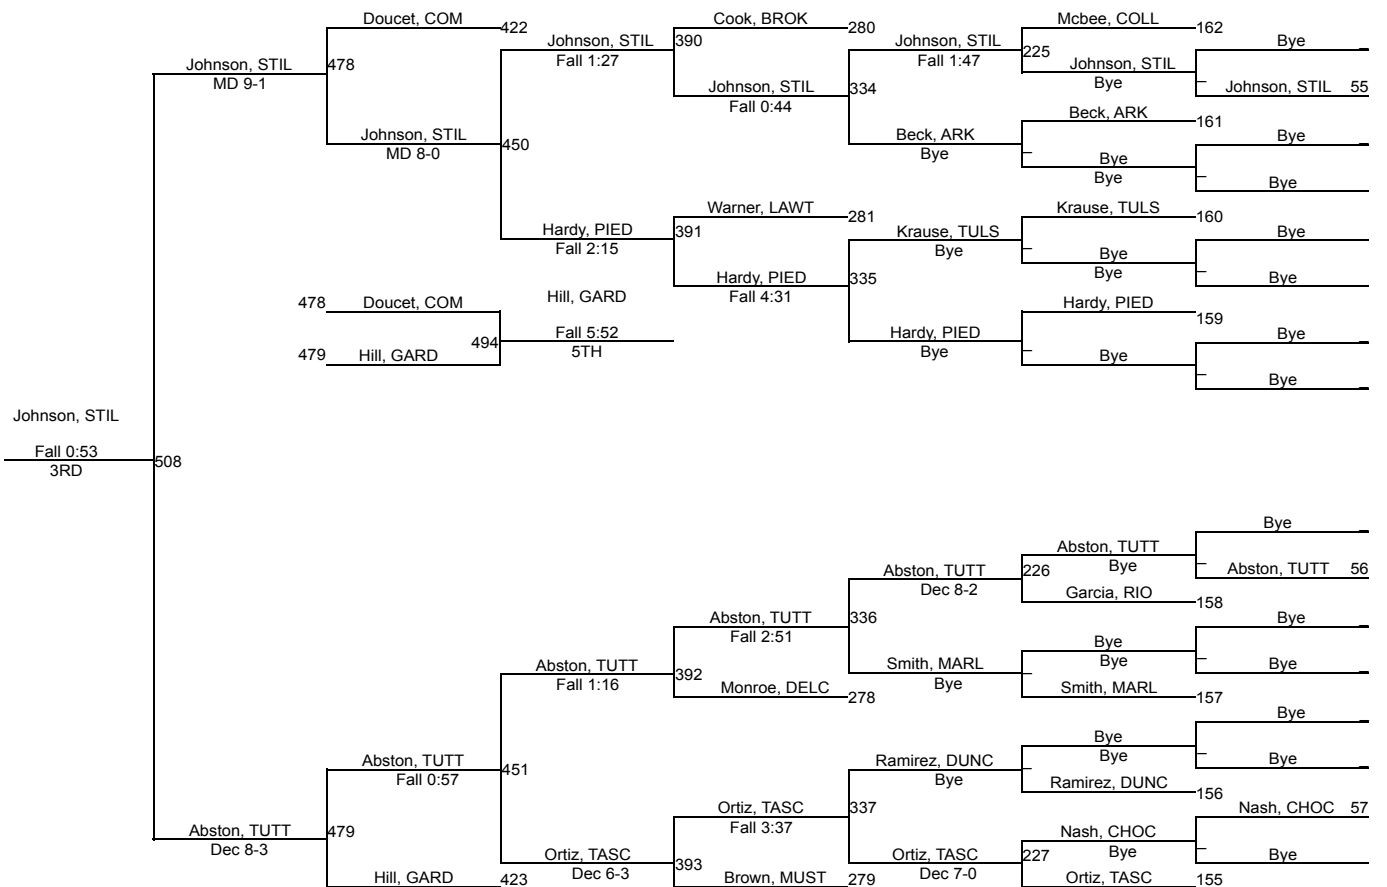 Doucet, COM 422 Cook, BROK 280 Mcbee, COLL 162
Johnson, STIL 390 Johnson, STIL 225 Bye _
Fall 1:27 Fall 1:47
Johnson, STIL 478 Johnson, STIL _
MD 9-1 Bye
Johnson, STIL 334 Johnson, STIL 55
Fall 0:44
Beck, ARK 161
Johnson, STIL 450 Beck, ARK Bye _
MD 8-0 Bye _ Bye
Bye _
Bye _
Warner, LAWT 281 Krause, TULS 160
Hardy, PIED 391 Krause, TULS Bye _
Fall 2:15 Bye _ Bye
Bye _
Hardy, PIED 335 Bye _
Fall 4:31
478 Doucet, COM Hill, GARD Hardy, PIED 159
494 Fall 5:52 Hardy, PIED Bye _
5TH Bye _
479 Hill, GARD Bye _
Bye _
Johnson, STIL
Fall 0:53 508
3RD
Bye _
Abston, TUTT _
Bye
Abston, TUTT 226 Abston, TUTT 56
Dec 8-2
Garcia, RIO 158
Abston, TUTT 336 Bye _
Fall 2:51
Bye _
Bye
Abston, TUTT 392 Smith, MARL _ Bye _
Fall 1:16 Bye
Monroe, DELC 278 Smith, MARL 157
Bye _
Bye _
Bye
Abston, TUTT 451 Ramirez, DUNC _ Bye _
Fall 0:57 Bye
Ramirez, DUNC 156
Ortiz, TASC 337 Nash, CHOC 57
Fall 3:37
Abston, TUTT 479 Nash, CHOC _
Dec 8-3 Bye
Ortiz, TASC 393 Ortiz, TASC 227 Bye _
Dec 6-3 Dec 7-0
Hill, GARD 423 Brown, MUST 279 Ortiz, TASC 155